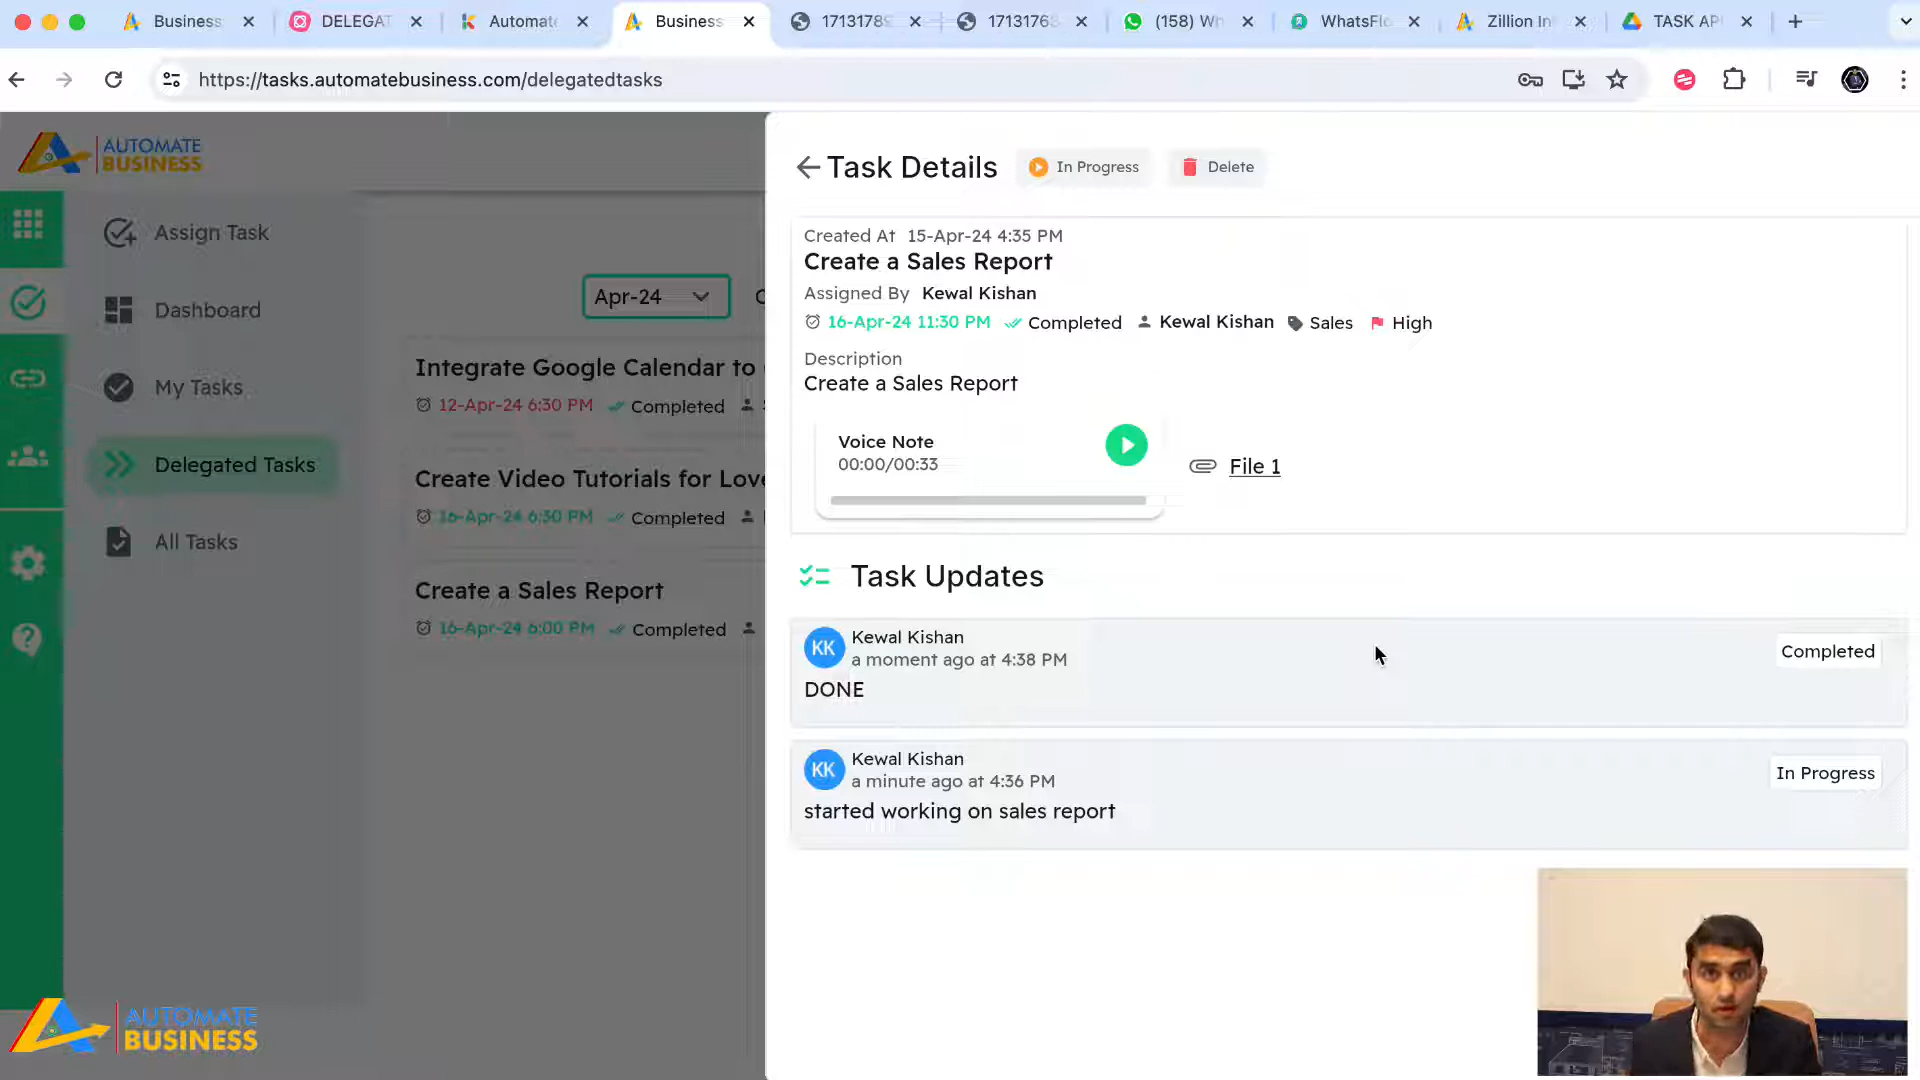 Business
DELEGAT
Automate
Business
17131789
17131763
(158) Wh
WhatsFlo
Zillion In
TASK API
https://tasks.automatebusiness.com/delegatedtasks
AUTOMATE
BUSINESS
Assign Task
Dashboard
My Tasks
Delegated Tasks
All Tasks
Apr-24
Integrate Google Calendar to
12-Apr-24 6:30 PM Completed
Create Video Tutorials for Love
16-Apr-24 6:30 PM Completed
Create a Sales Report
16-Apr-24 6:00 PM Completed
Task Details In Progress Delete
Created At 15-Apr-24 4:35 PM
Create a Sales Report
Assigned By Kewal Kishan
16-Apr-24 11:30 PM Completed Kewal Kishan Sales High
Description
Create a Sales Report
Voice Note
00:00/00:33
File 1
Task Updates
KK
Kewal Kishan
a moment ago at 4:38 PM
Completed
DONE
KK
Kewal Kishan
a minute ago at 4:36 PM
In Progress
started working on sales report
AUTOMATE
BUSINESS